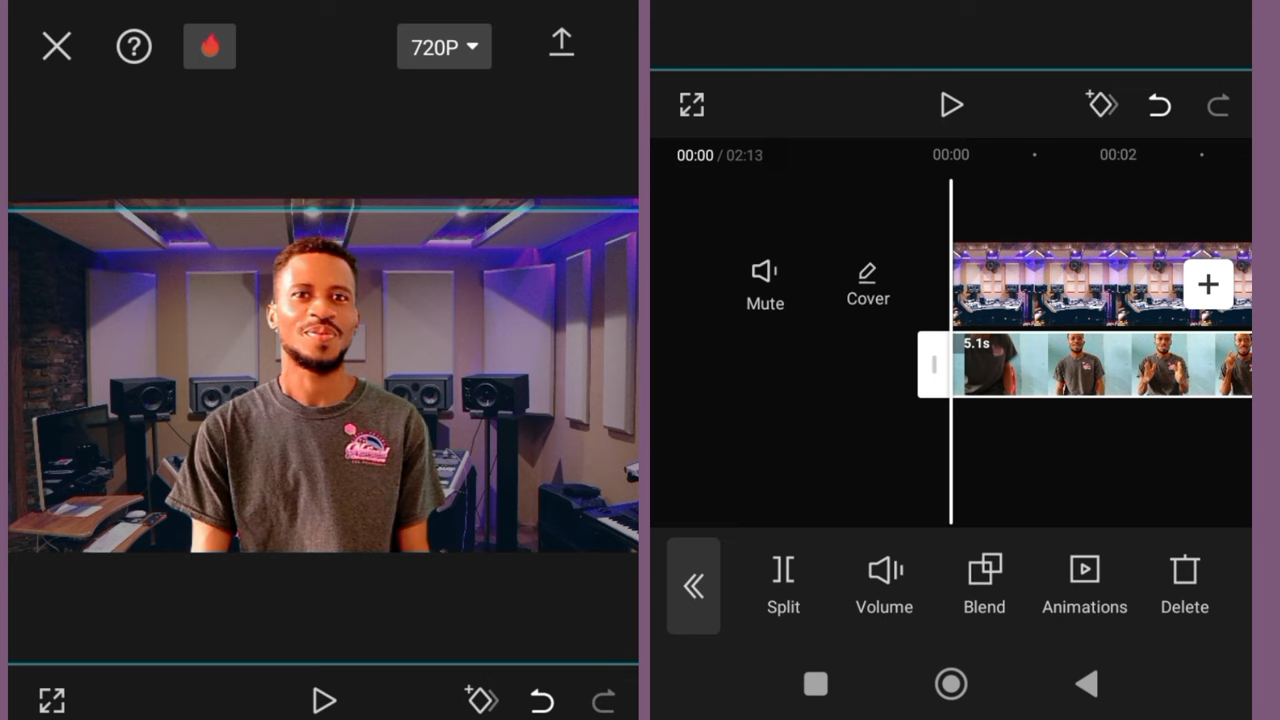 720P
00:00 / 02:13
00:00
00:02
Mute
Cover
5.1s
Split
Volume
Blend
Animations
Delete